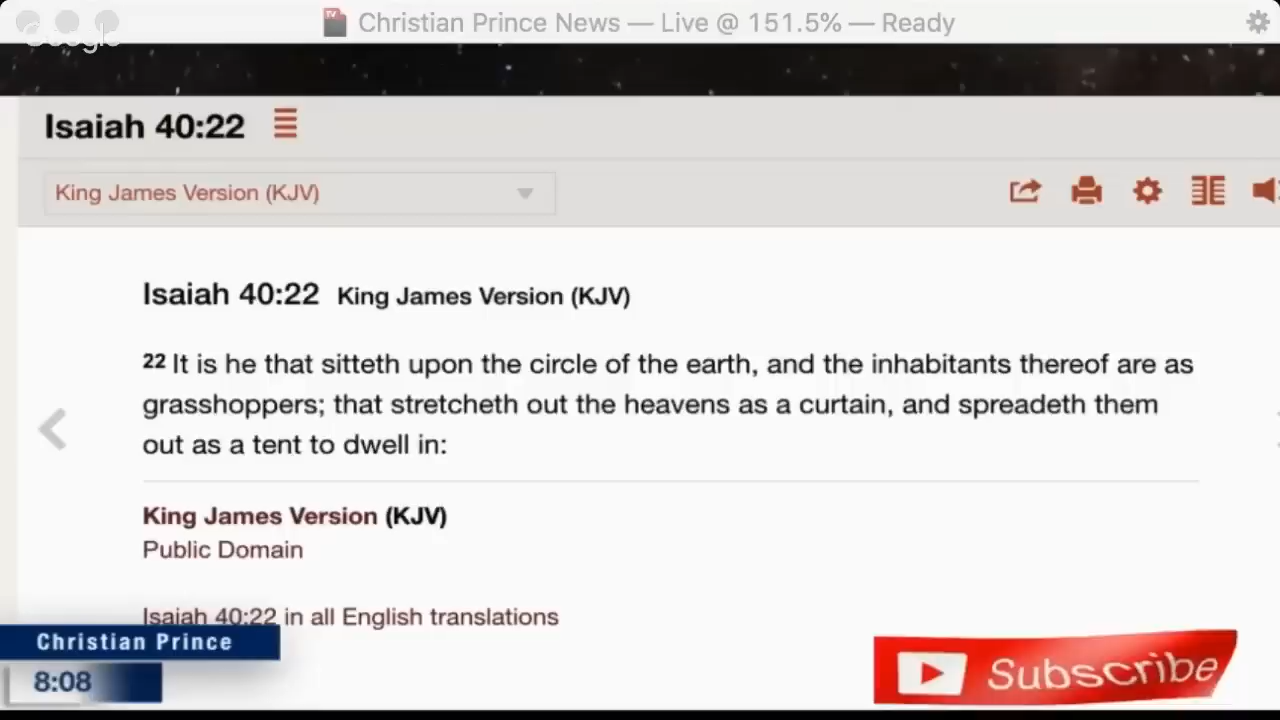 Christian Prince News — Live @ 151.5% — Ready
Google
Isaiah 40:22
King James Version (KJV)
Isaiah 40:22 King James Version (KJV)
22 It is he that sitteth upon the circle of the earth, and the inhabitants thereof are as
grasshoppers; that stretcheth out the heavens as a curtain, and spreadeth them
out as a tent to dwell in:
King James Version (KJV)
Public Domain
Isaiah 40:22 in all English translations
Christian Prince
8:08
Subscribe